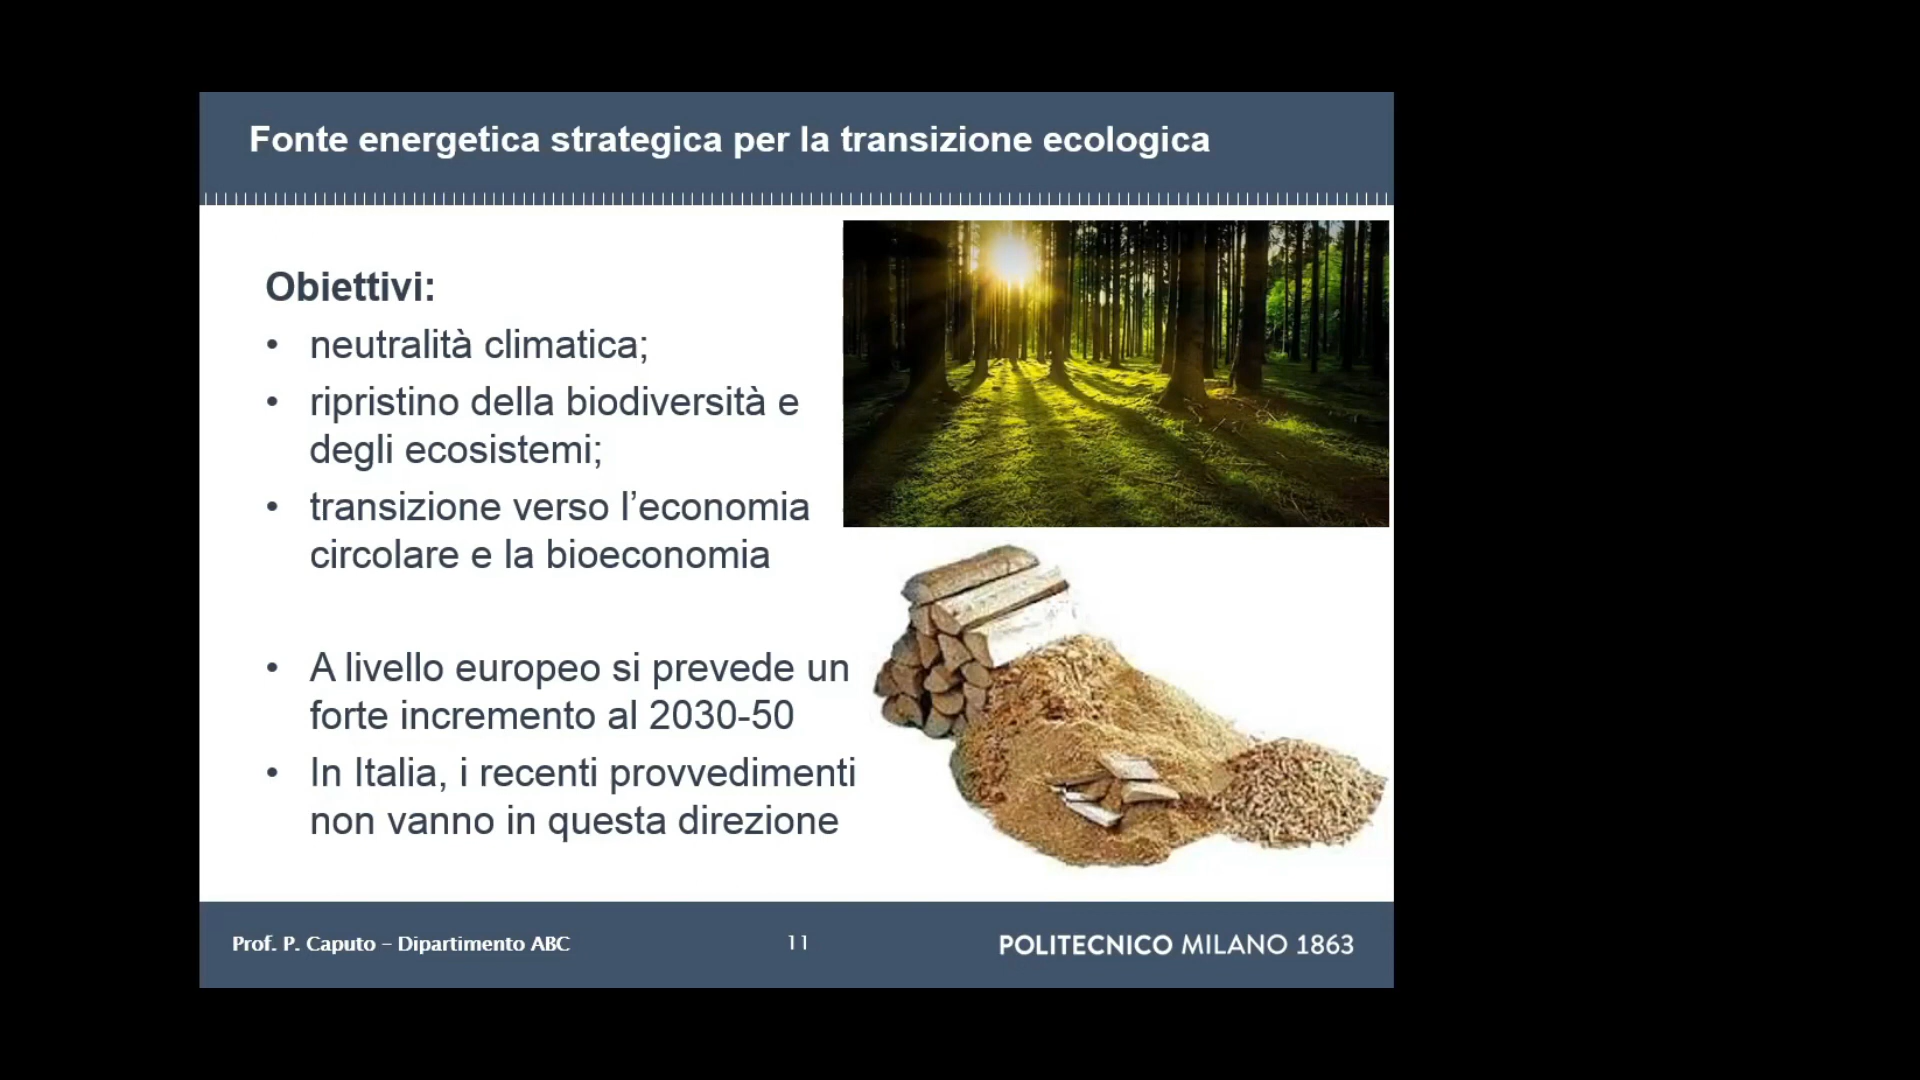 Fonte energetica strategica per la transizione ecologica
Obiettivi:
• neutralità climatica;
• ripristino della biodiversità e
degli ecosistemi;
• transizione verso l’economia
circolare e la bioeconomia
• A livello europeo si prevede un
forte incremento al 2030-50
• In Italia, i recenti provvedimenti
non vanno in questa direzione
Prof. P. Caputo – Dipartimento ABC
11
POLITECNICO MILANO 1863